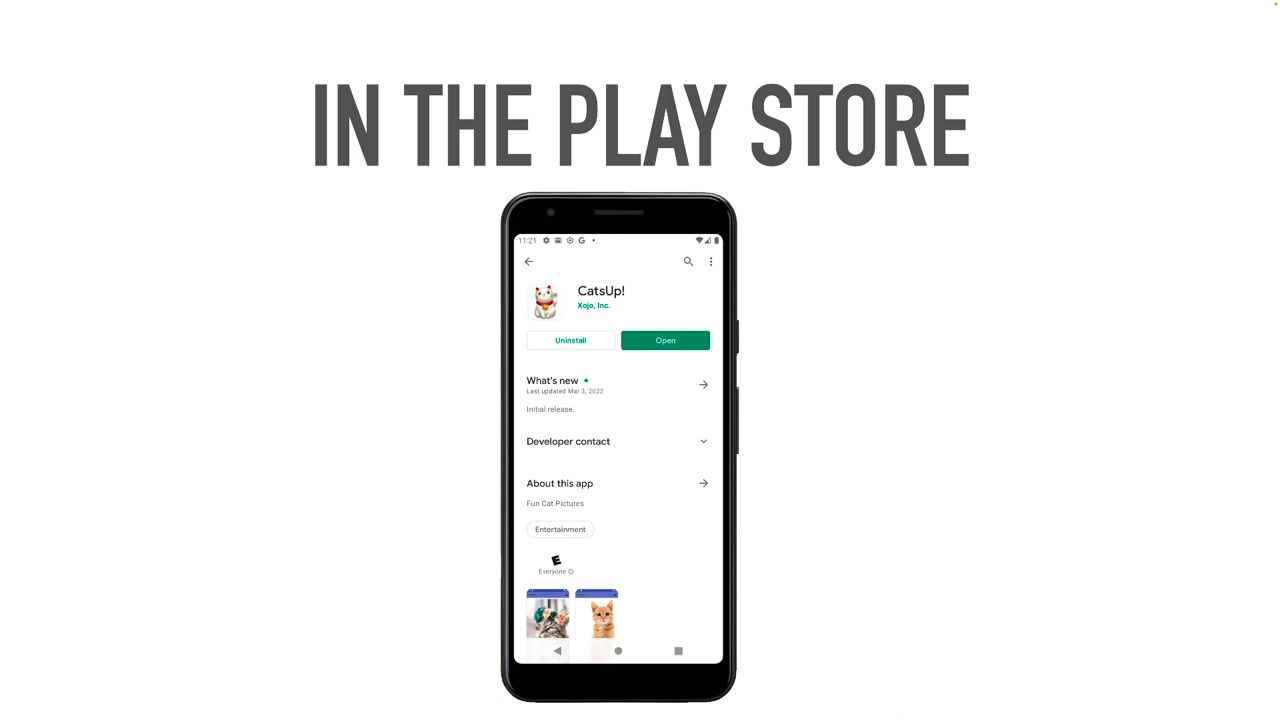 IN THE PLAY STORE
11:21
CatsUp!
Xojo, Inc.
Uninstall
Open
What's new
Last updated Mar 3, 2022
Initial release.
Developer contact
About this app
Fun Cat Pictures
Entertainment
E
Everyone